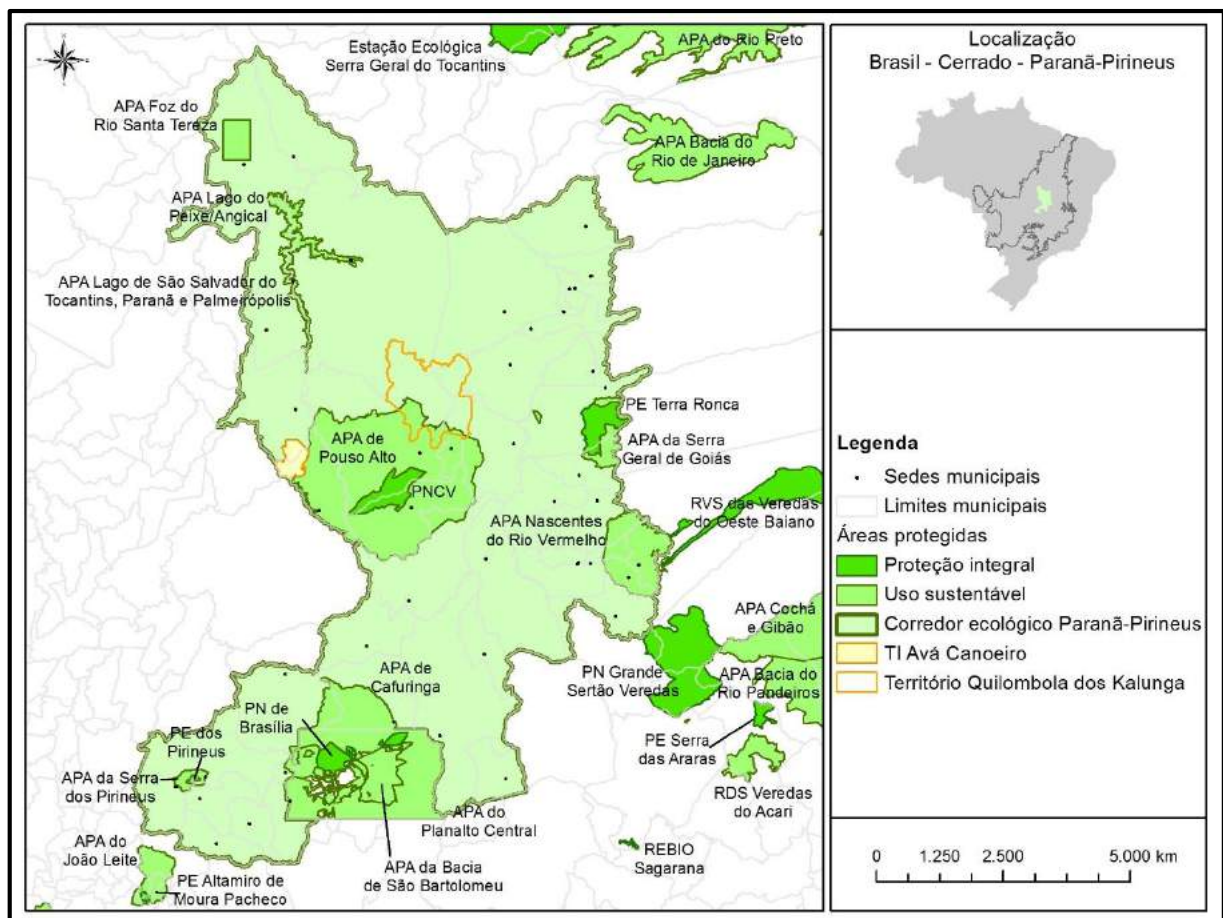 Estação Ecológica
Serra Geral do Tocantins
APA do Rio Preto
APA Foz do
Rio Santa Tereza
APA Bacia do
Rio de Janeiro
APA Lago do
Peixe/Angical
APA Lago de São Salvador do
Tocantins, Paranã e Palmeirópolis
PE Terra Ronca
APA de
Pouso Alto
APA da Serra
Geral de Goiás
PNCV
RVS das Veredas
do Oeste Baiano
APA Nascentes
do Rio Vermelho
APA Cochá
e Gibão
APA de
Cafuringa
PN Grande
Sertão Veredas
APA Bacia do
Rio Pandeiros
PN de
Brasília
PE dos
Pirineus
PE Serra
das Araras
APA da Serra
dos Pirineus
RDS Veredas
do Acari
APA do
Planalto Central
APA do
João Leite
APA da Bacia
de São Bartolomeu
REBIO
Sagarana
PE Altamiro de
Moura Pacheco
Localização
Brasil - Cerrado - Paranã-Pirineus
Legenda
Sedes municipais
Limites municipais
Áreas protegidas
Proteção integral
Uso sustentável
Corredor ecológico Paranã-Pirineus
TI Avá Canoeiro
Território Quilombola dos Kalunga
0 1.250 2.500 5.000 km